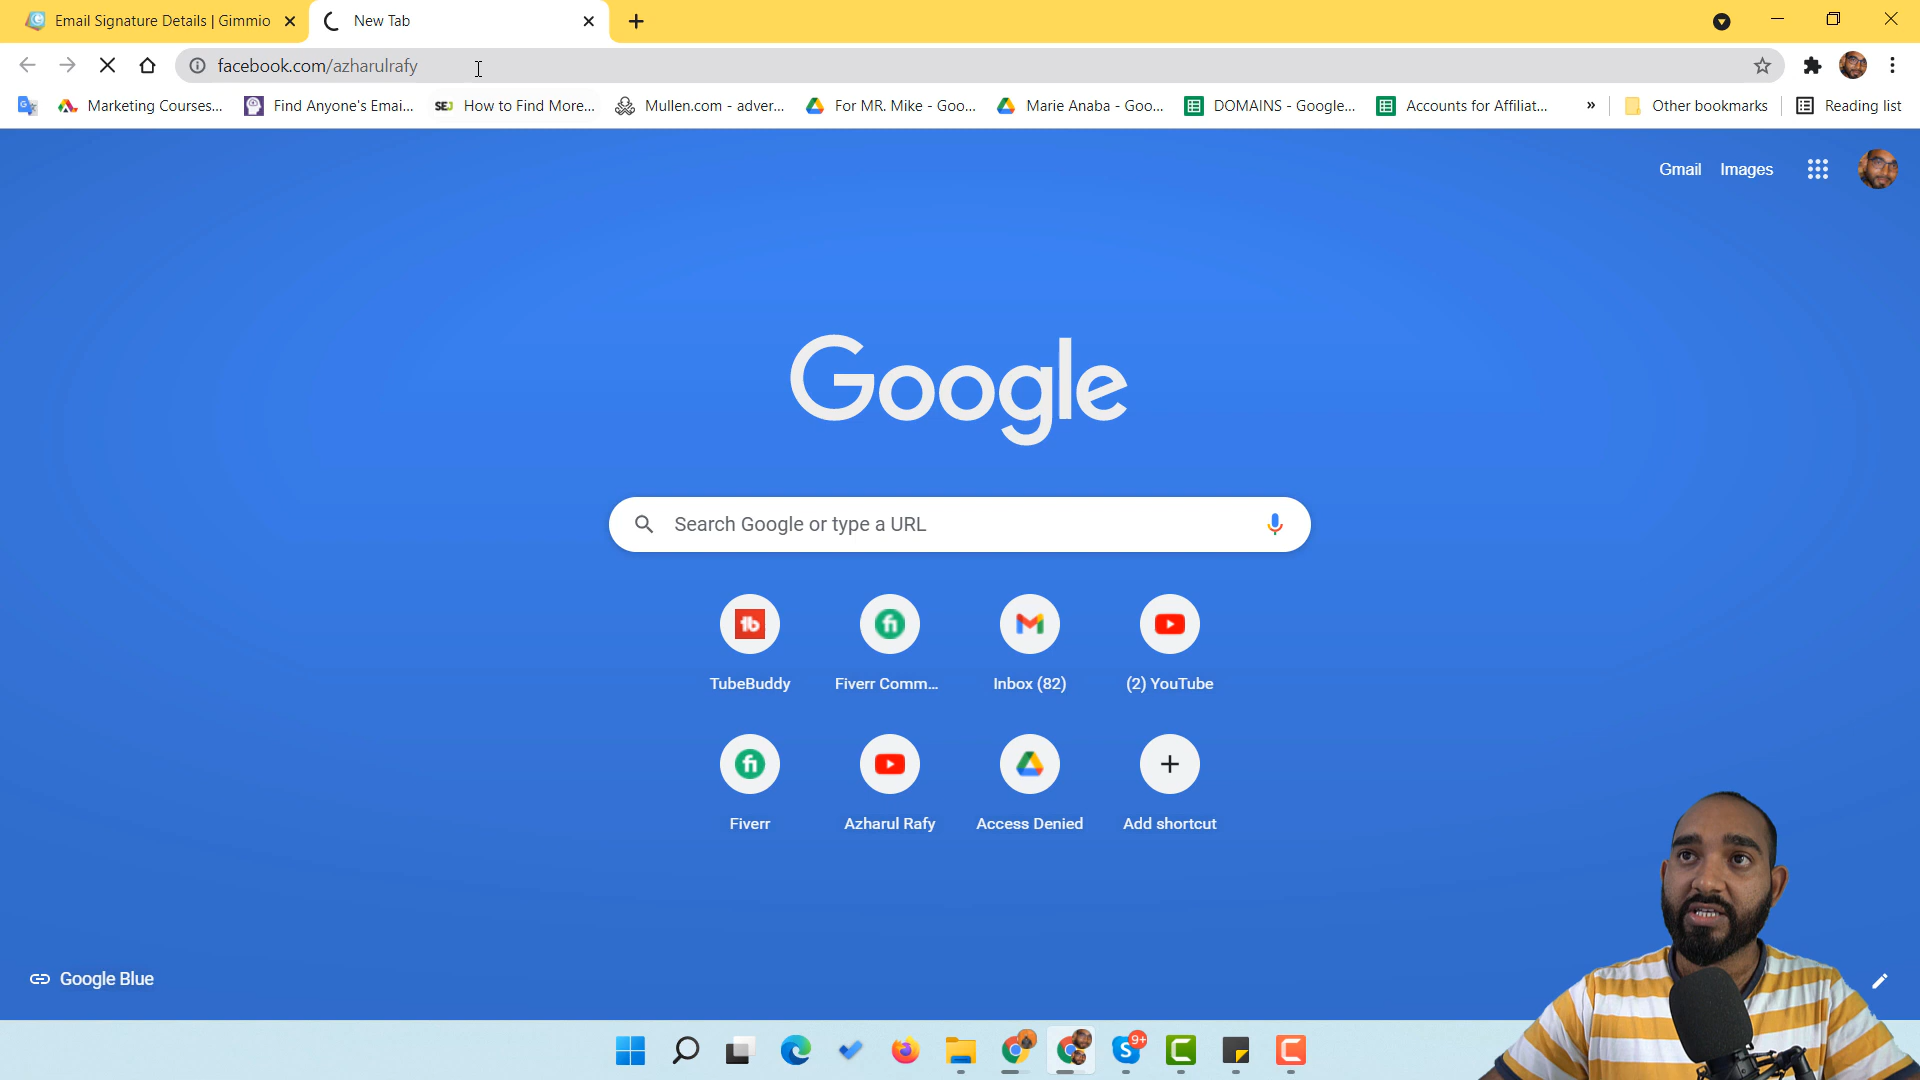 Email Signature Details | Gimmio
New Tab
facebook.com/azharulrafy
Marketing Courses...
Find Anyone's Emai...
SEJ How to Find More...
Mullen.com - adver...
For MR. Mike - Goo...
Marie Anaba - Goo...
DOMAINS - Google...
Accounts for Affiliat...
»
Other bookmarks
Reading list
Gmail Images
Google
Search Google or type a URL
TubeBuddy
Fiverr Comm...
Inbox (82)
(2) YouTube
Fiverr
Azharul Rafy
Access Denied
Add shortcut
Google Blue
9+